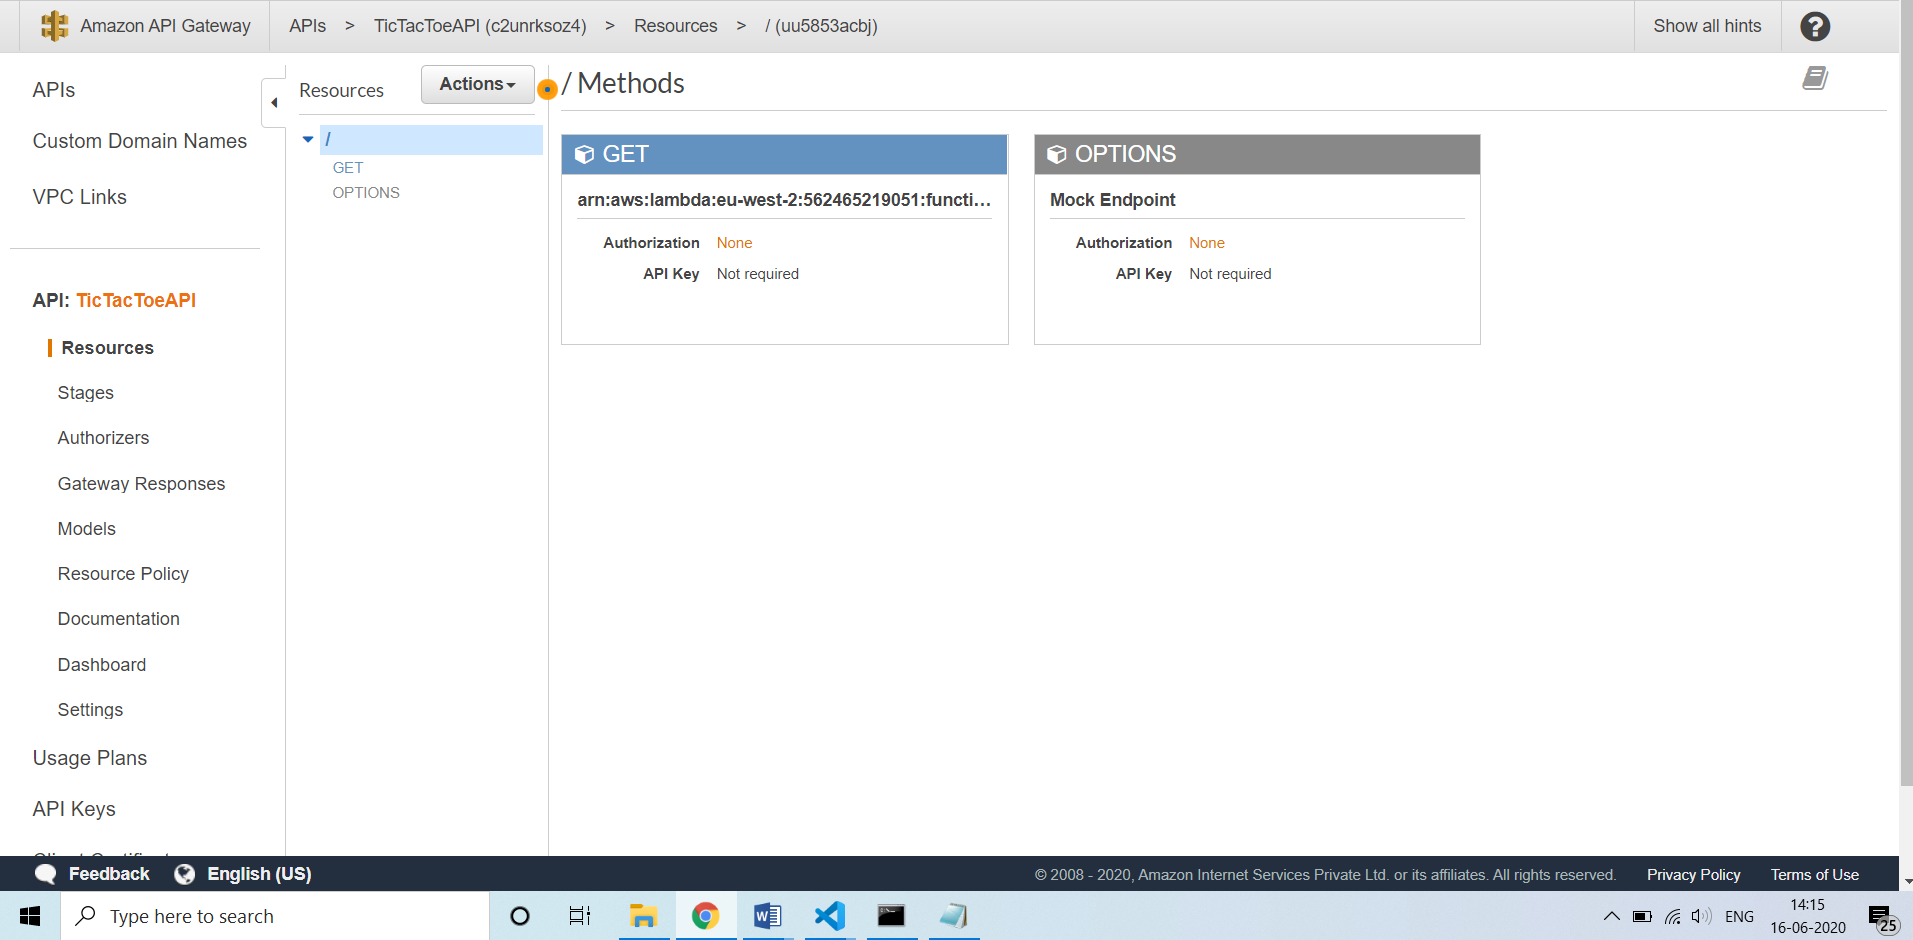 Amazon API Gateway APIs > TicTacToeAPI (c2unrksoz4) > Resources > / (uu5853acbj) Show all hints ?
APIs
Custom Domain Names
VPC Links
API: TicTacToeAPI
Resources
Stages
Authorizers
Gateway Responses
Models
Resource Policy
Documentation
Dashboard
Settings
Usage Plans
API Keys
Resources Actions
/
GET
OPTIONS
/ Methods
GET
arn:aws:lambda:eu-west-2:562465219051:functi...
Authorization None
API Key Not required
OPTIONS
Mock Endpoint
Authorization None
API Key Not required
Feedback English (US) © 2008 - 2020, Amazon Internet Services Private Ltd. or its affiliates. All rights reserved. Privacy Policy Terms of Use
Type here to search
ENG
14:15
16-06-2020
25